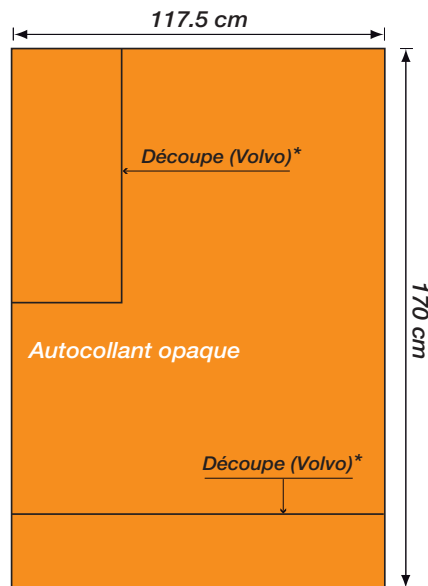 117.5 cm
Découpe (Volvo)*
170 cm
Autocollant opaque
Découpe (Volvo)*